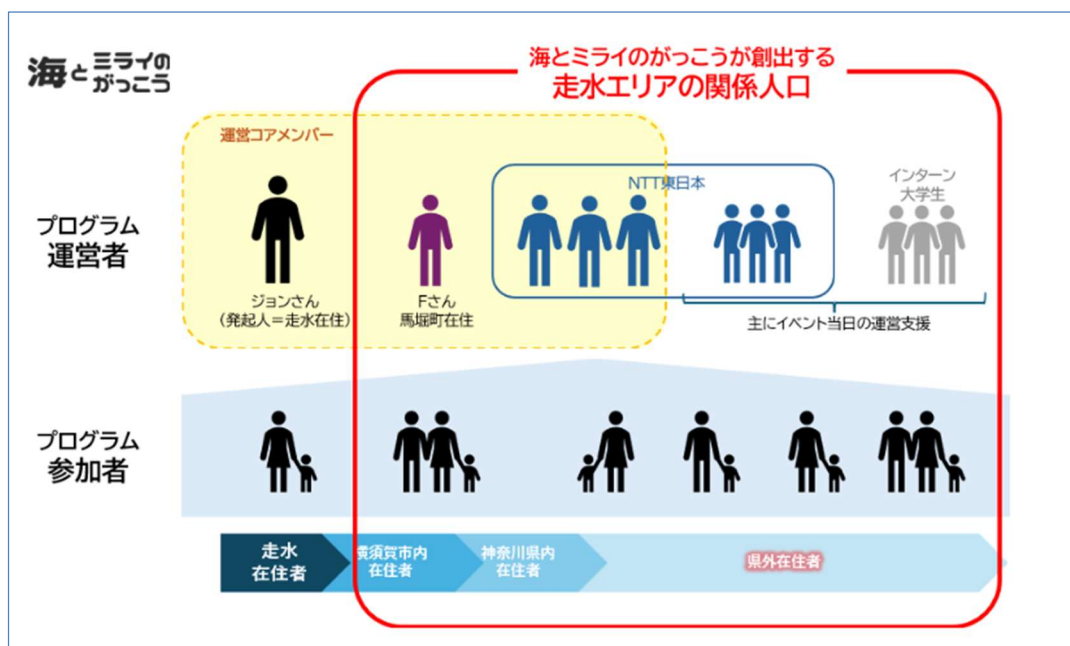 海とミライの
がっこう
海とミライのがっこうが創出する
走水エリアの関係人口
運営コアメンバー
NTT東日本
インターン
大学生
プログラム
運営者
ジョンさん
(発起人=走水在住)
Fさん
馬堀町在住
主にイベント当日の運営支援
プログラム
参加者
走水
在住者
横須賀市内
在住者
神奈川県内
在住者
県外在住者